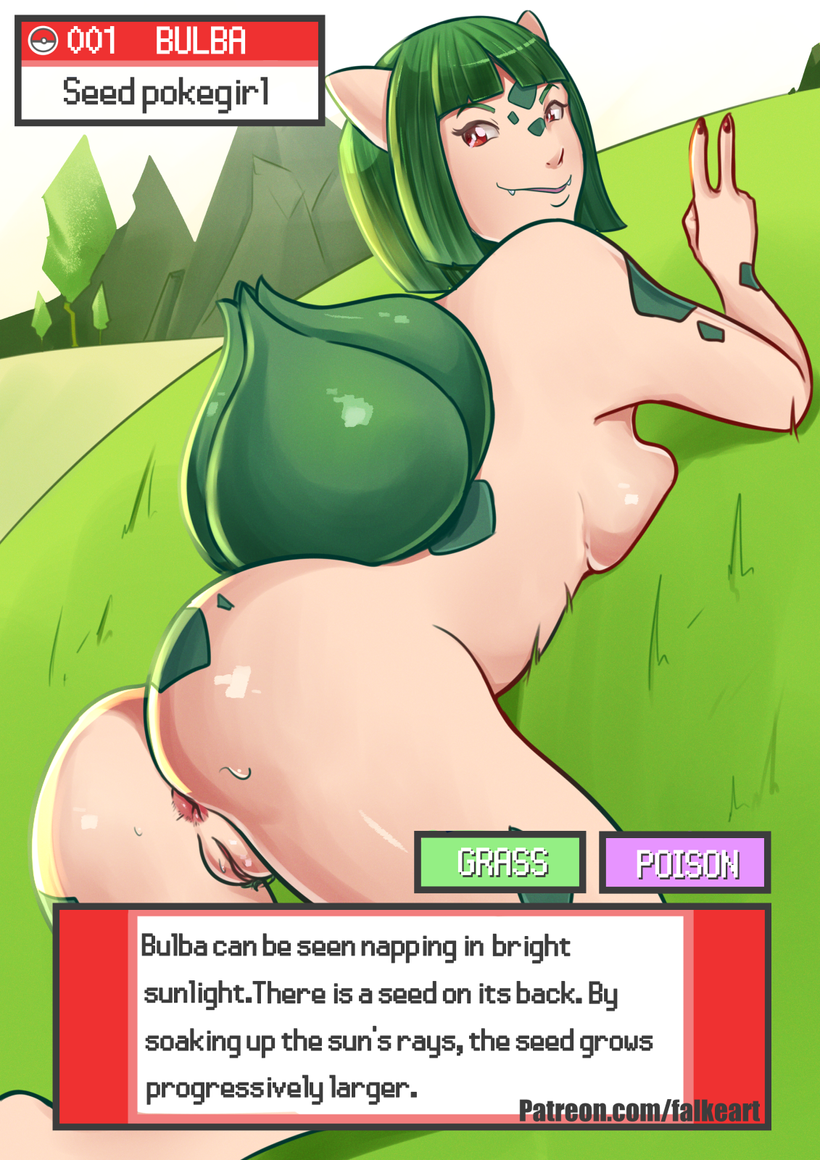 001 BULBA
Seed pokegirl
GRASS
POISON
Bulba can be seen napping in bright
sunlight.There is a seed on its back. By
soaking up the sun's rays, the seed grows
progressively larger.
Patreon.com/falkeart